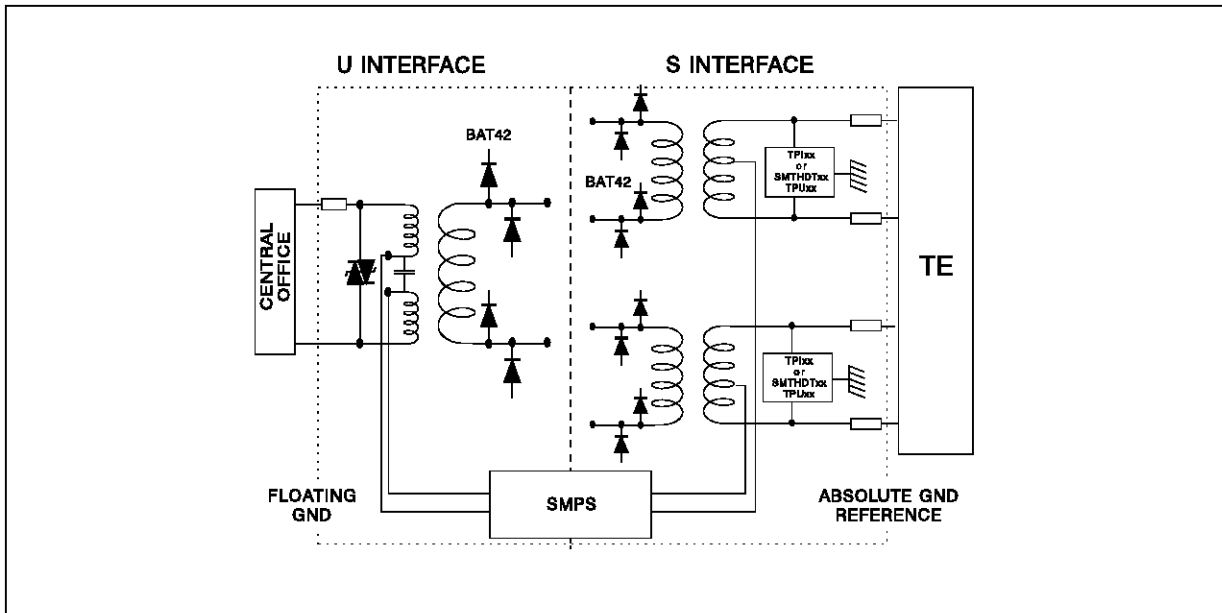 U INTERFACE
S INTERFACE
BAT42
BAT42
CENTRAL
OFFICE
TPIxx
or
SMTHDTxx
TPUxx
TE
TPIxx
or
SMTHDTxx
TPUxx
FLOATING
GND
SMPS
ABSOLUTE GND
REFERENCE